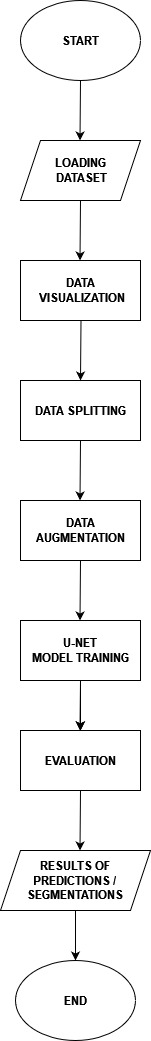 START
LOADING
DATASET
DATA
VISUALIZATION
DATA SPLITTING
DATA
AUGMENTATION
U-NET
MODEL TRAINING
EVALUATION
RESULTS OF
PREDICTIONS /
SEGMENTATIONS
END